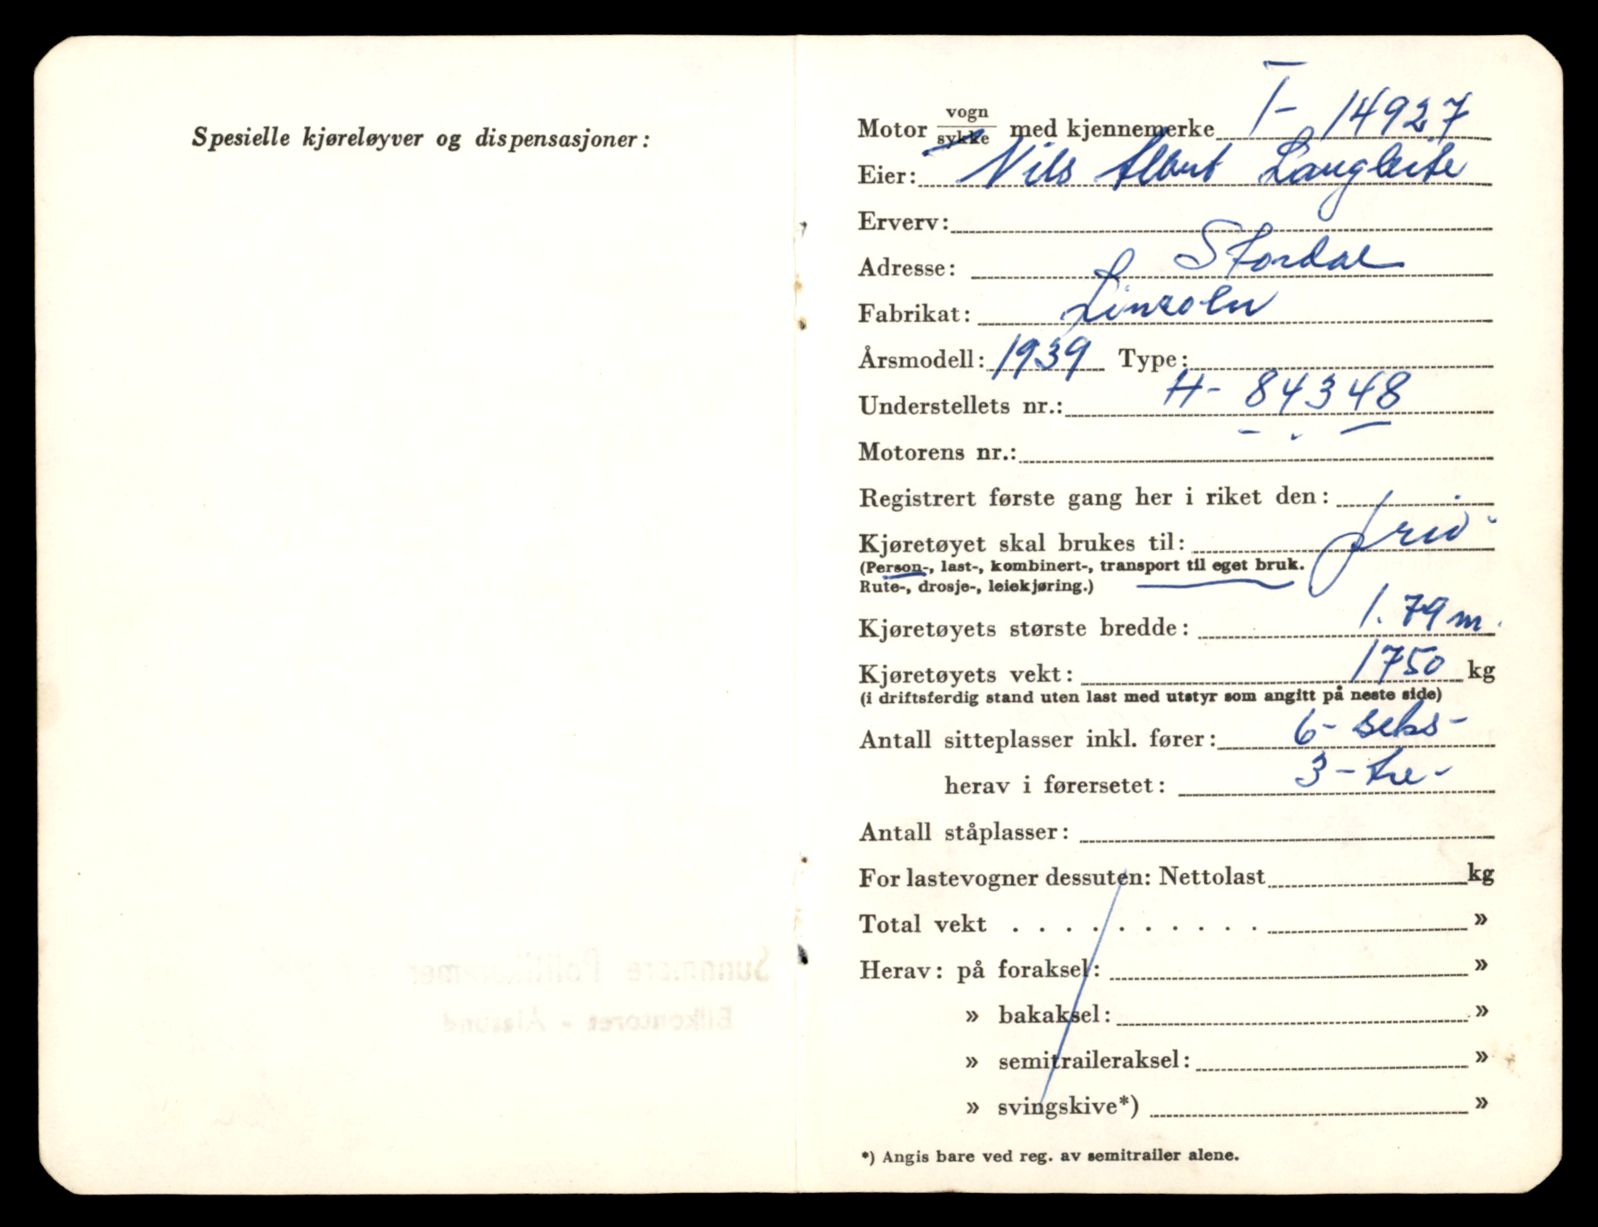 Spesielle kjøreløyver og dispensasjoner:
Motor vogn/sykke med kjennemerke T- 14927
Eier: Nils Albert Langleite
Erverv:
Adresse: Stordal
Fabrikat: Lincoln
Årsmodell: 1939 Type:
Understellets nr.: H- 84348
Motorens nr.:
Registrert første gang her i riket den:
Kjøretøyet skal brukes til:
(Person-, last-, kombinert-, transport til eget bruk.
Rute-, drosje-, leiekjøring.)
Kjøretøyets største bredde: 1.79 m.
Kjøretøyets vekt: 1750 kg
(i driftsferdig stand uten last med utstyr som angitt på neste side)
Antall sitteplasser inkl. fører: 6- seks-
herav i førersetet: 3- tre-
Antall ståplasser:
For lastevogner dessuten: Nettolast kg
Total vekt . . . . . . . . . . »
Herav: på foraksel: »
» bakaksel: »
» semitraileraksel: »
» svingskive*) »
*) Angis bare ved reg. av semitrailer alene.